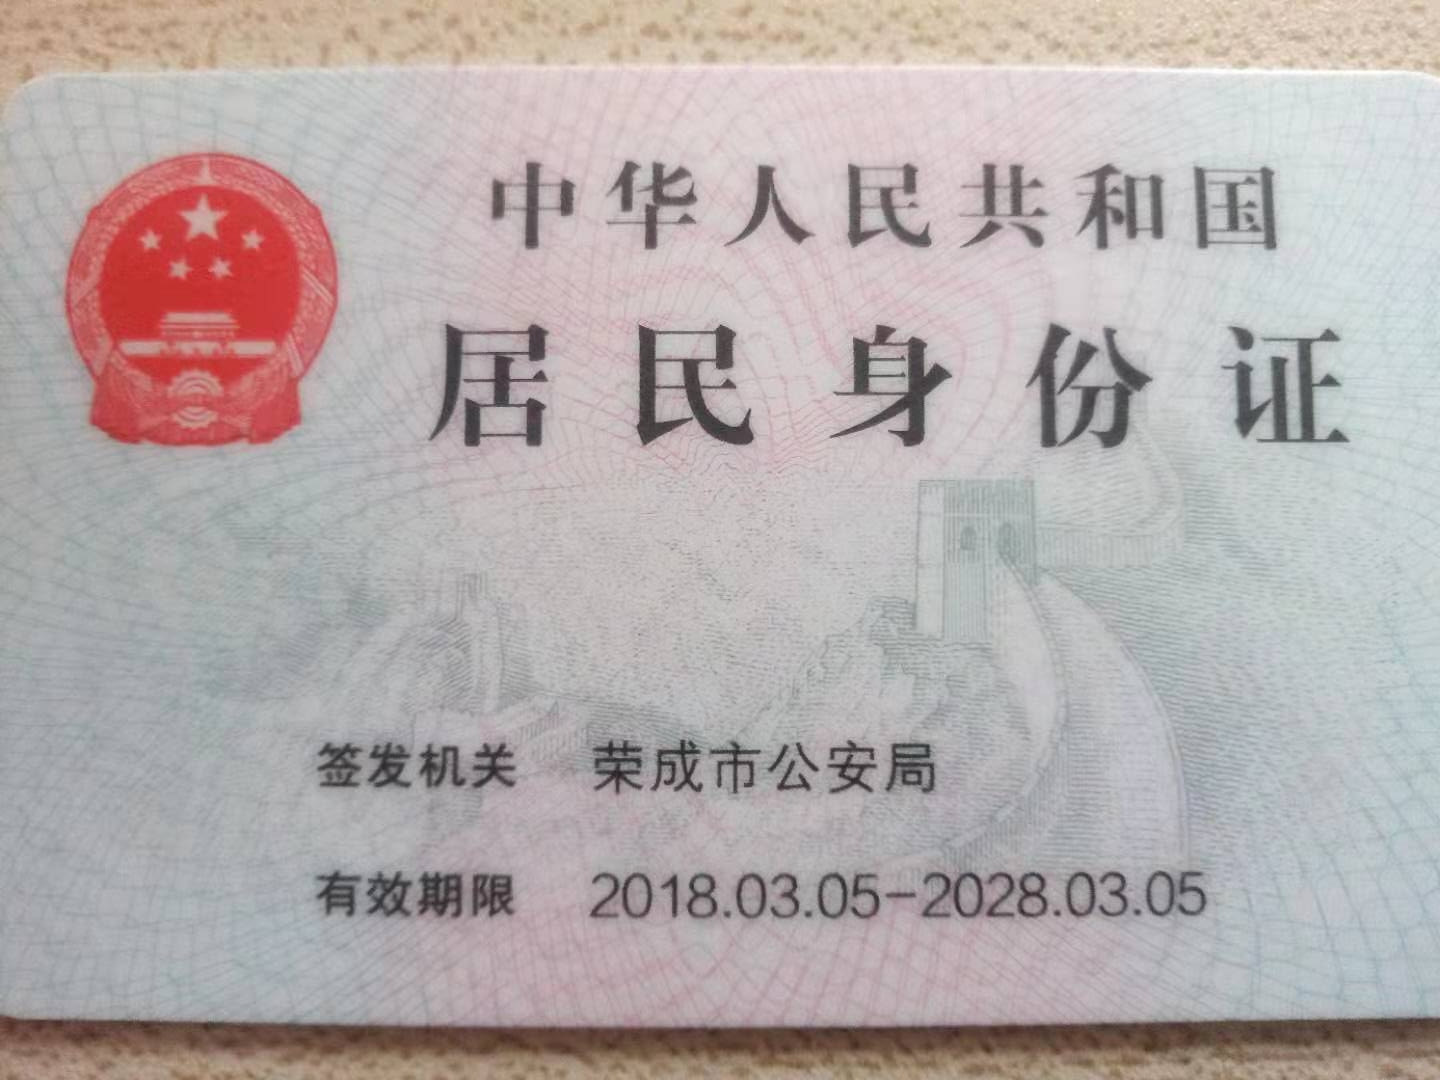 中华人民共和国
居民身份证
签发机关 荣成市公安局
有效期限 2018.03.05-2028.03.05